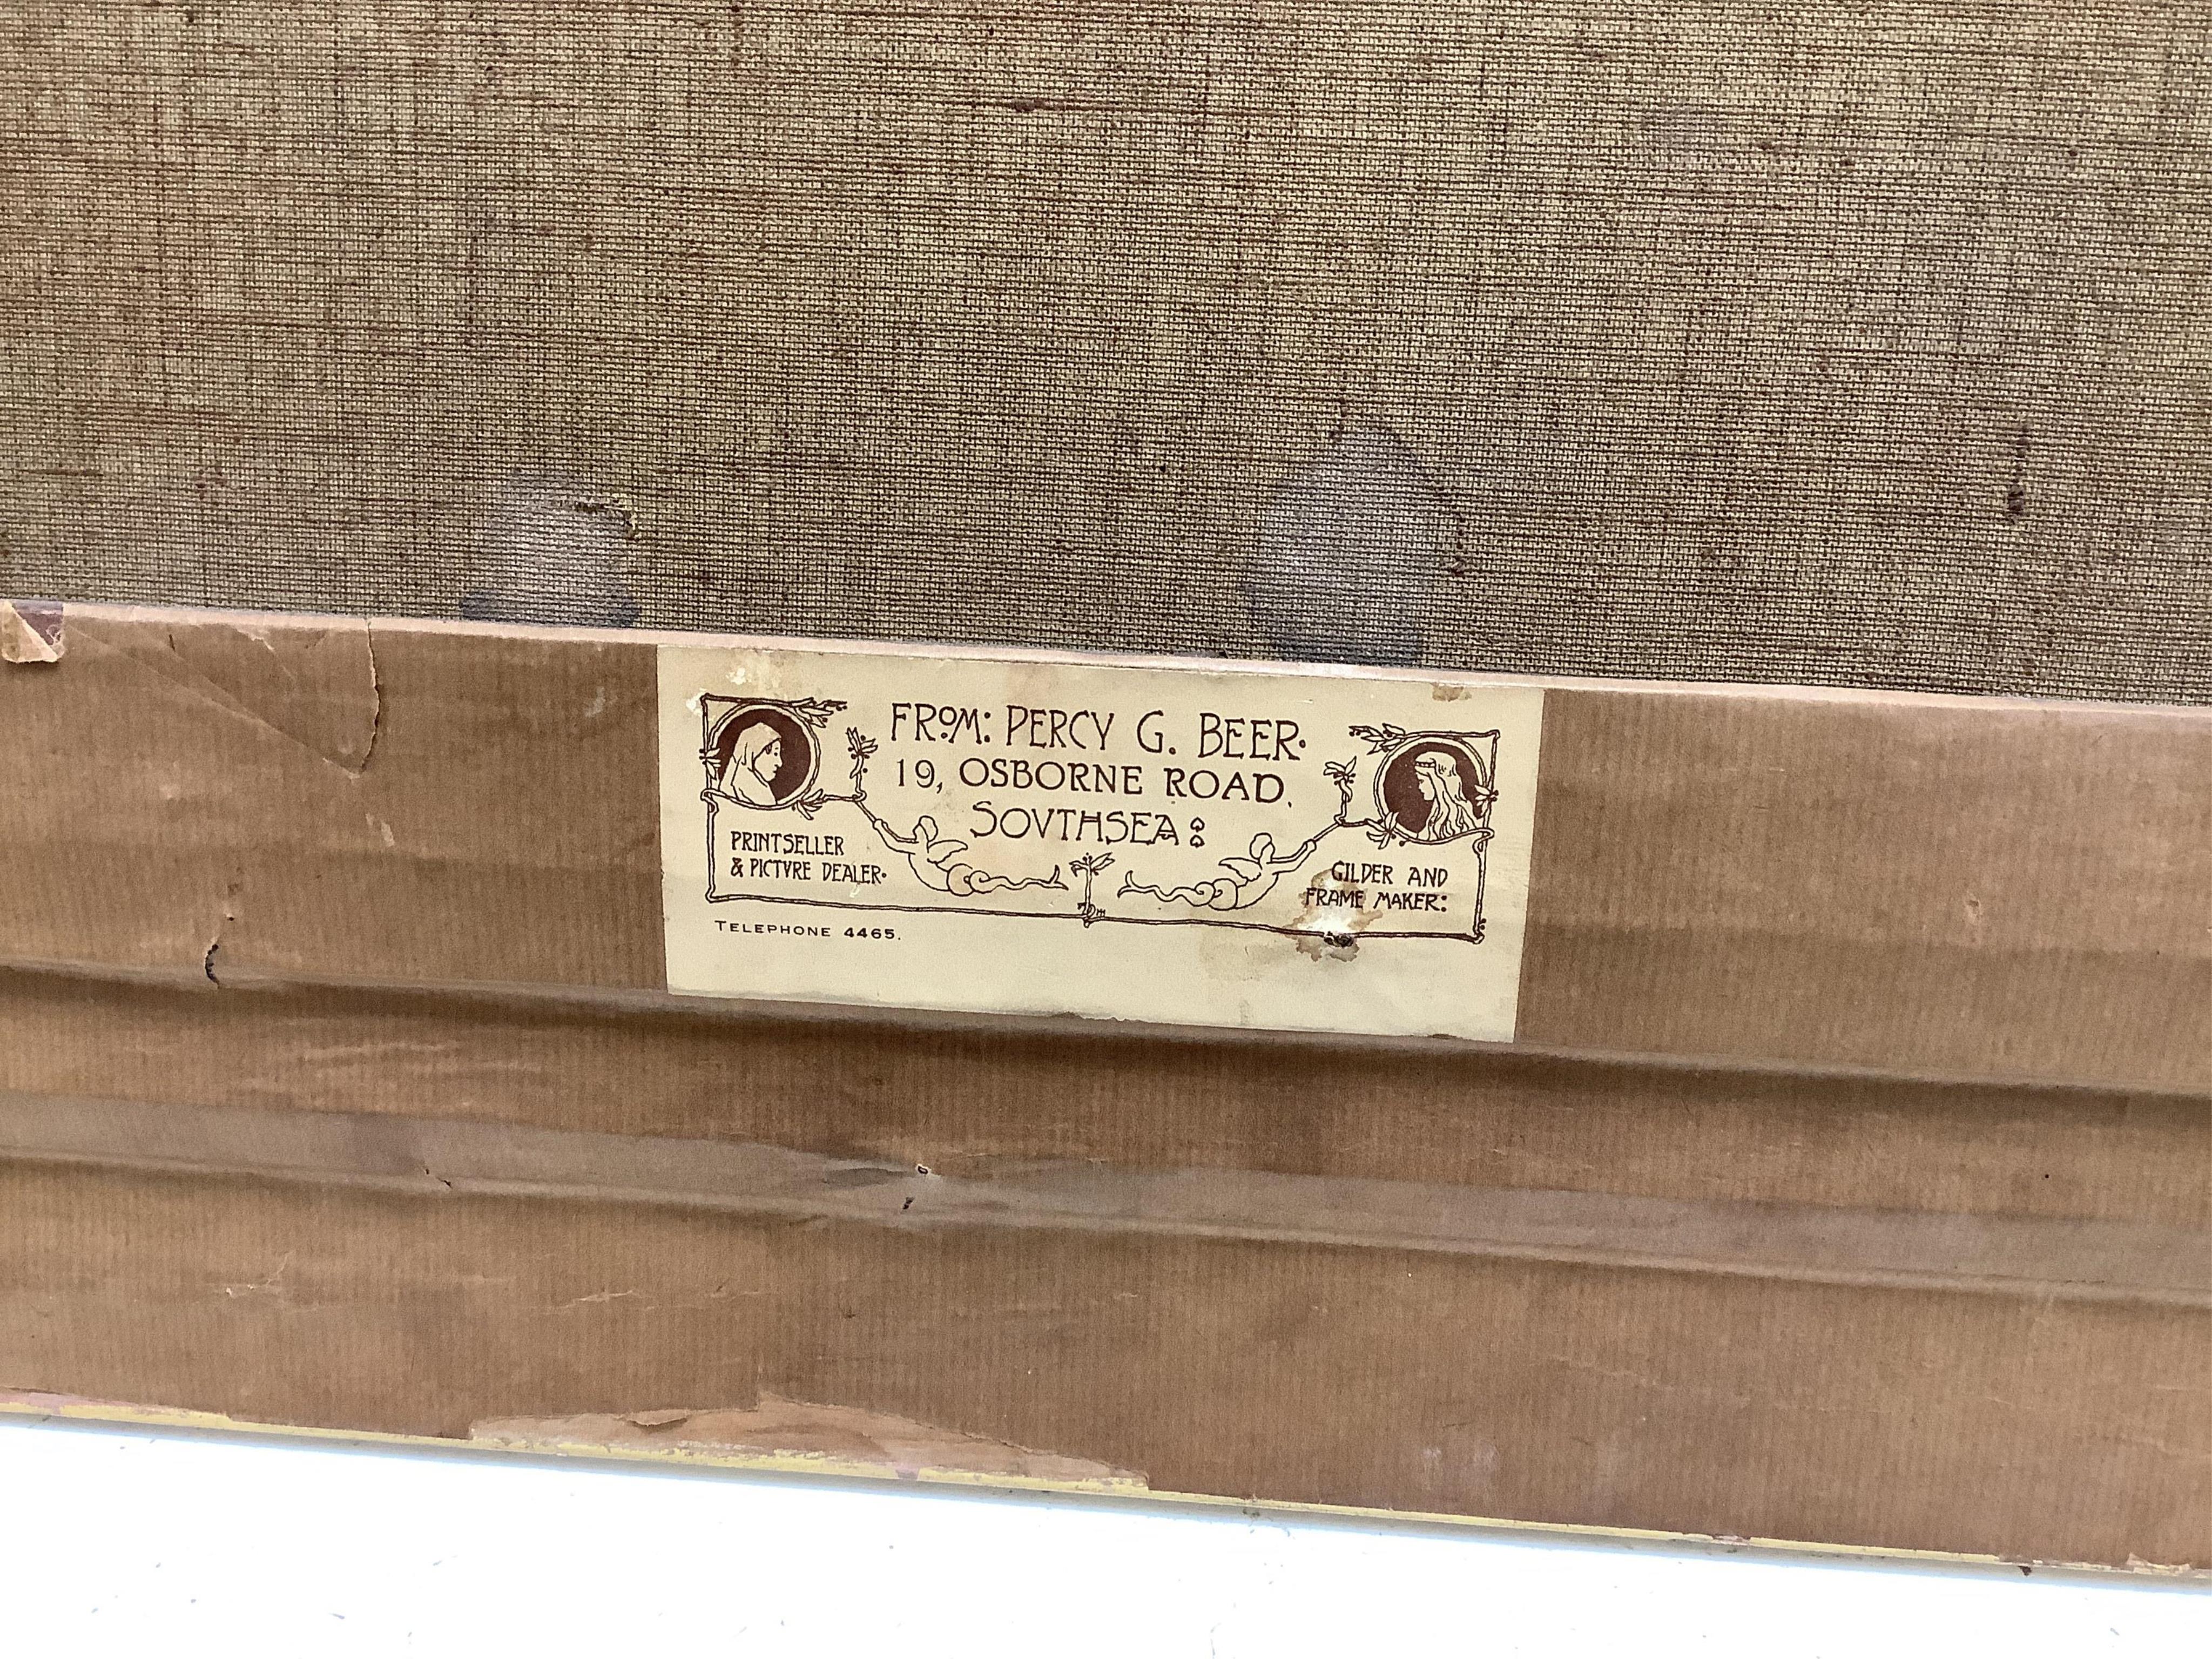 FROM: PERCY G. BEER.
19, OSBORNE ROAD,
SOVTHSEA:
PRINTSELLER
& PICTVRE DEALER.
GILDER AND
FRAME MAKER:
TELEPHONE 4465.